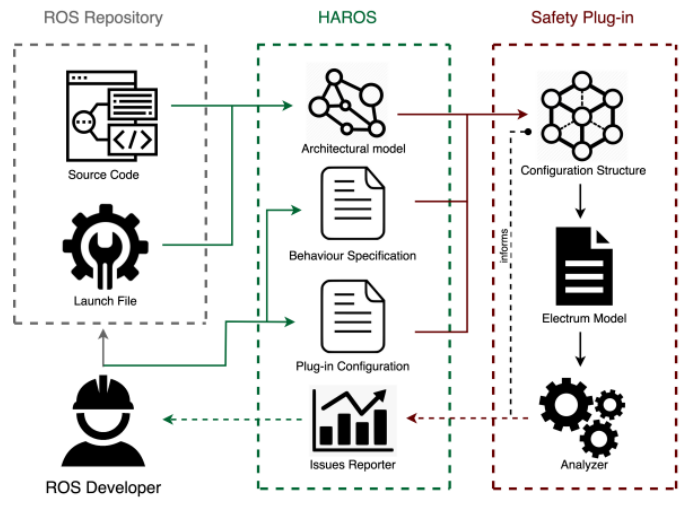 ROS Repository
HAROS
Safety Plug-in
Source Code
Launch File
Architectural model
Behaviour Specification
Plug-in Configuration
Issues Reporter
Configuration Structure
informs
Electrum Model
Analyzer
ROS Developer